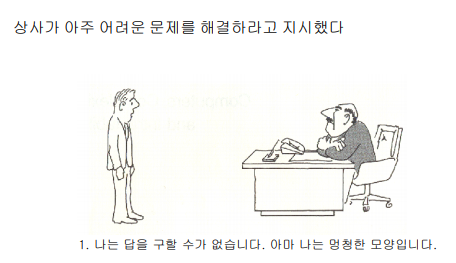 상사가 아주 어려운 문제를 해결하라고 지시했다
1. 나는 답을 구할 수가 없습니다. 아마 나는 멍청한 모양입니다.